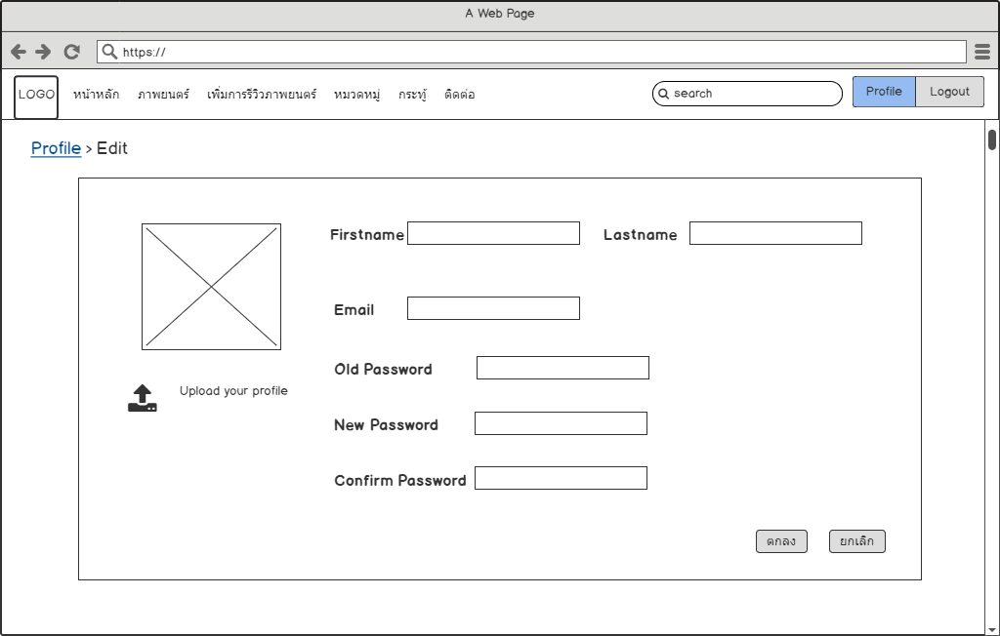 A Web Page
https://
LOGO หน้าหลัก ภาพยนตร์ เพิ่มการรีวิวภาพยนตร์ หมวดหมู่ กระทู้ ติดต่อ search Profile Logout
Profile > Edit
Firstname Lastname
Email
Old Password
Upload your profile
New Password
Confirm Password
ตกลง ยกเลิก